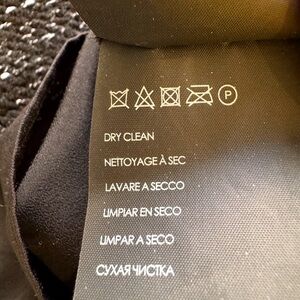 P
DRY CLEAN
NETTOYAGE À SEC
LAVARE A SECCO
LIMPIAR EN SECO
LIMPAR A SECO
СУХАЯ ЧИСТКА